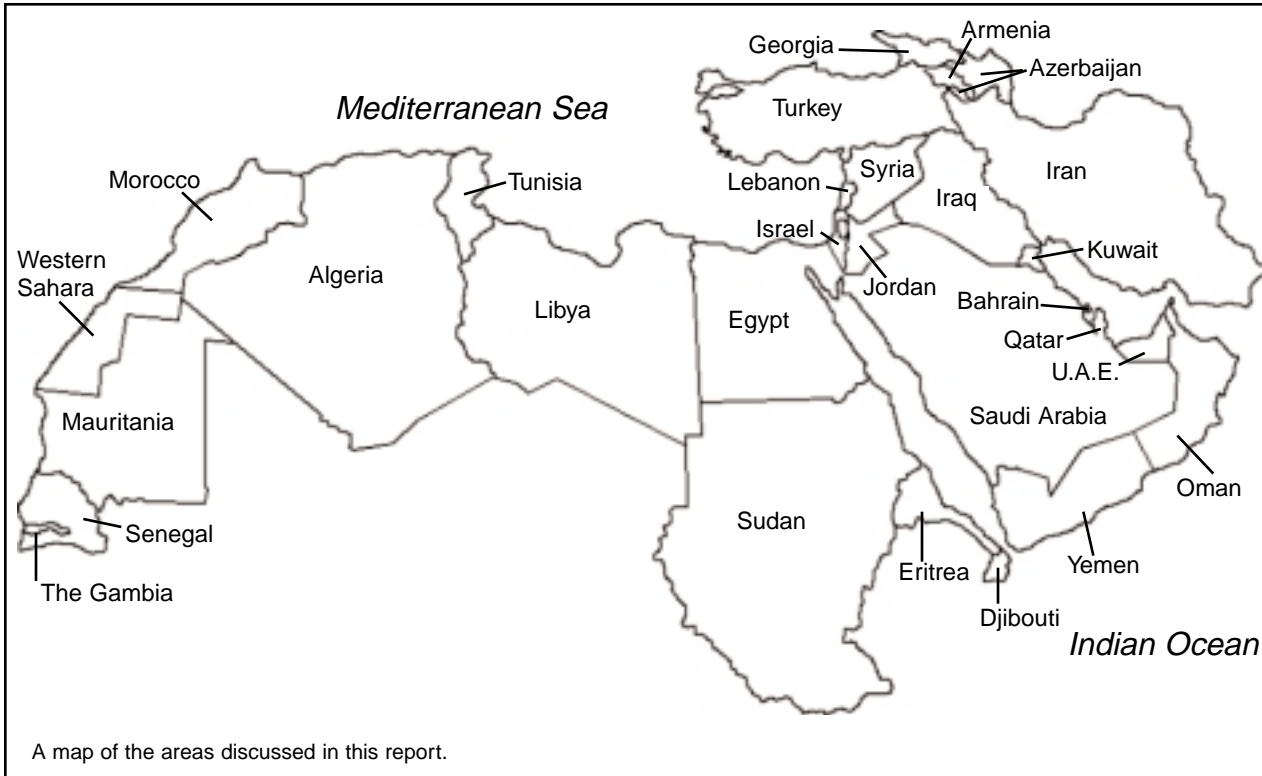 Armenia
Georgia
Azerbaijan
Mediterranean Sea
Turkey
Syria
Iran
Morocco
Tunisia
Lebanon
Iraq
Israel
Kuwait
Western
Sahara
Algeria
Jordan
Libya
Egypt
Bahrain
Qatar
U.A.E.
Mauritania
Saudi Arabia
Oman
Senegal
Sudan
Yemen
Eritrea
The Gambia
Djibouti
Indian Ocean
A map of the areas discussed in this report.